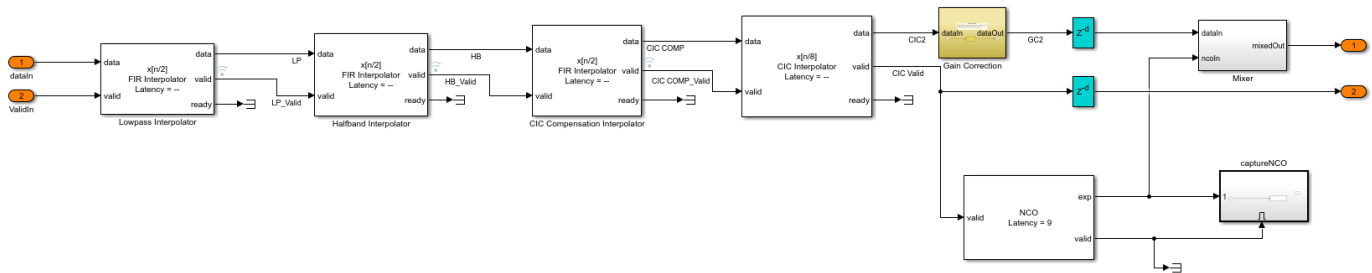 1
dataIn
2
ValidIn
data
valid
x[n/2]
FIR Interpolator
Latency = --
data
valid
ready
Lowpass Interpolator
LP
LP_Valid
data
valid
x[n/2]
FIR Interpolator
Latency = --
data
valid
ready
Halfband Interpolator
HB
HB_Valid
data
valid
x[n/2]
FIR Interpolator
Latency = --
data
valid
ready
CIC Compensation Interpolator
CIC COMP
CIC COMP_Valid
data
valid
x[n/8]
CIC Interpolator
Latency = --
data
valid
ready
CIC2
CIC Valid
dataIn
dataOut
Gain Correction
GC2
z-d
z-d
dataIn
ncoIn
mixedOut
Mixer
1
2
valid
NCO
Latency = 9
exp
valid
captureNCO
1